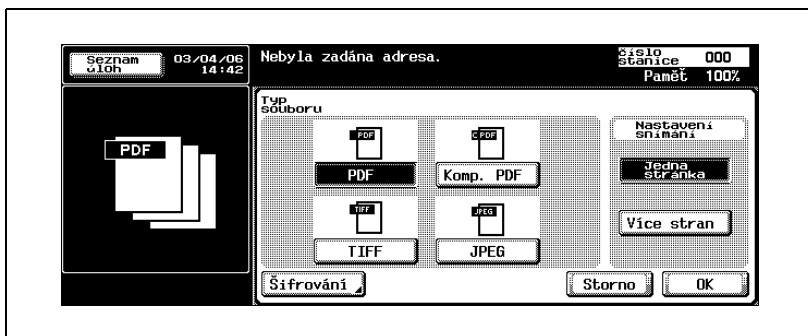 Seznam
úloh
03/04/06
14:42
Nebyla zadána adresa.
číslo
stanice
000
Paměť 100%
Typ
souboru
PDF
PDF
PDF
C PDF
Komp. PDF
TIFF
TIFF
JPEG
JPEG
Nastavení
snímání
Jedna
stránka
Více stran
Šifrování
Storno
OK